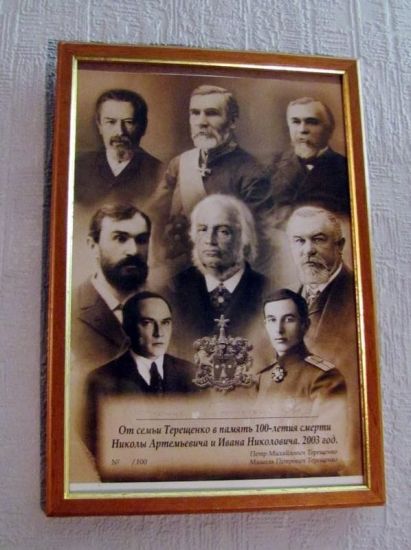 От семьи Терещенко в память 100-летия смерти
Николы Артемьевича и Ивана Николовича. 2003 год.
Петр Михайлович Терещенко
Мишель Петрович Терещенко
№ /100